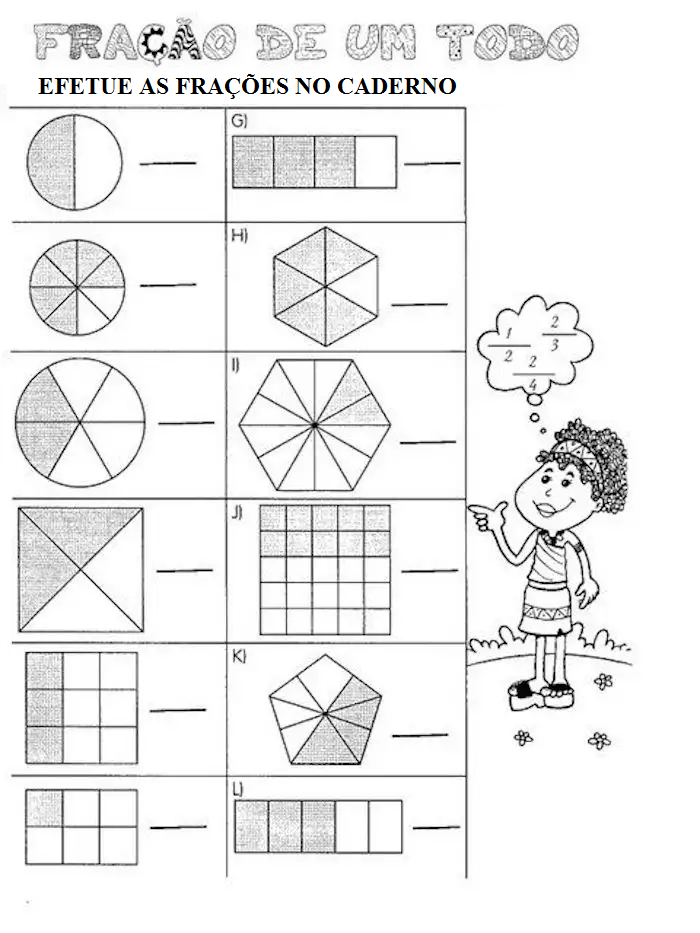 FRAÇÃO DE UM TODO
EFETUE AS FRAÇÕES NO CADERNO
G)
H)
I)
J)
K)
L)
1
2
2
3
2
4